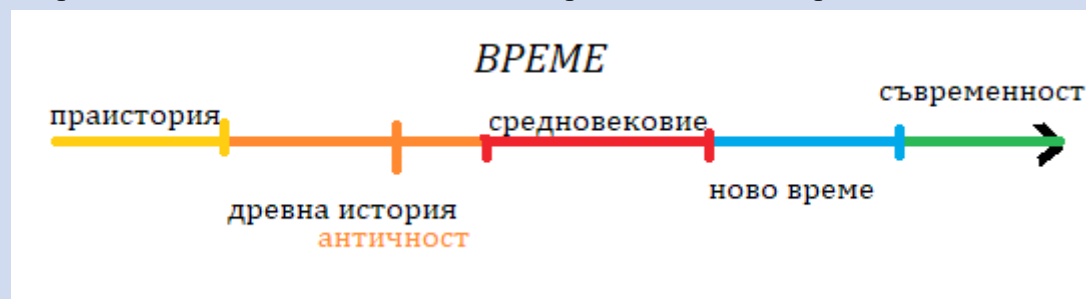 ВРЕМЕ
праистория
средновековие
съвременност
древна история
античност
ново време